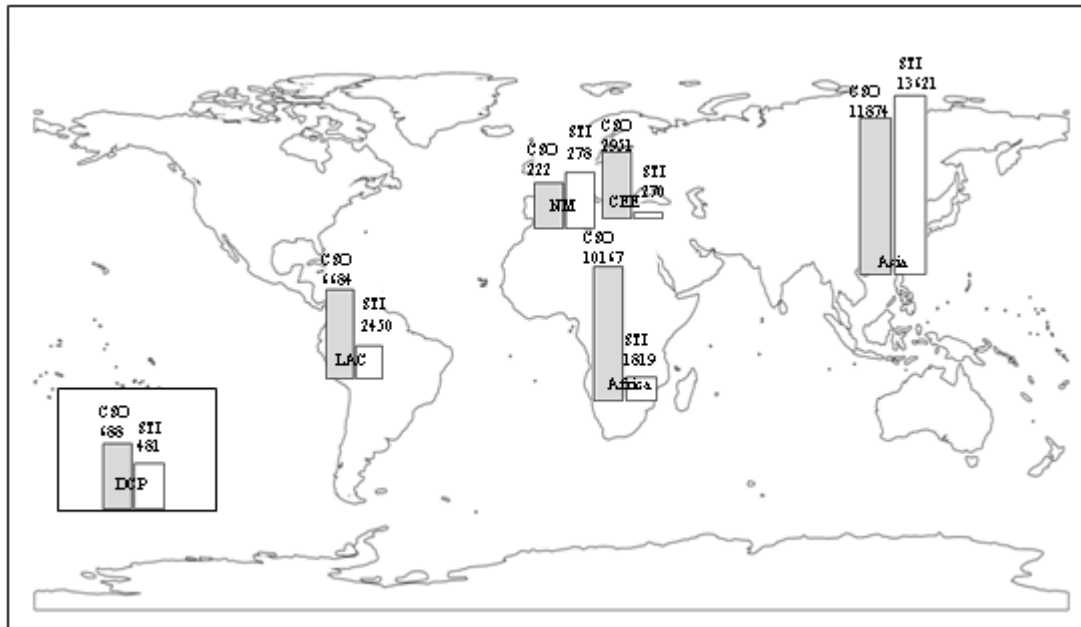 STI
13621
CSO
11874
Asia
STI
278
CSO
222
NM
CSO
2951
STI
270
CEE
CSO
10167
STI
1819
Africa
CSO
6684
STI
2450
LAC
CSO
688
STI
481
DCP